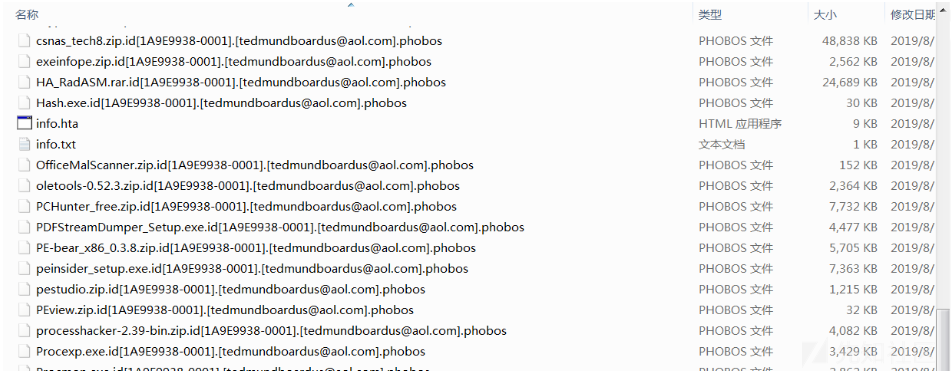 名称 类型 大小 修改日期
csnas_tech8.zip.id[1A9E9938-0001].[tedmundboardus@aol.com].phobos PHOBOS 文件 48,838 KB 2019/8/
exeinfope.zip.id[1A9E9938-0001].[tedmundboardus@aol.com].phobos PHOBOS 文件 2,562 KB 2019/8/
HA_RadASM.rar.id[1A9E9938-0001].[tedmundboardus@aol.com].phobos PHOBOS 文件 24,689 KB 2019/8/
Hash.exe.id[1A9E9938-0001].[tedmundboardus@aol.com].phobos PHOBOS 文件 30 KB 2019/8/
info.hta HTML 应用程序 9 KB 2019/8/
info.txt 文本文档 1 KB 2019/8/
OfficeMalScanner.zip.id[1A9E9938-0001].[tedmundboardus@aol.com].phobos PHOBOS 文件 152 KB 2019/8/
oletools-0.52.3.zip.id[1A9E9938-0001].[tedmundboardus@aol.com].phobos PHOBOS 文件 2,364 KB 2019/8/
PCHunter_free.zip.id[1A9E9938-0001].[tedmundboardus@aol.com].phobos PHOBOS 文件 7,732 KB 2019/8/
PDFStreamDumper_Setup.exe.id[1A9E9938-0001].[tedmundboardus@aol.com].phobos PHOBOS 文件 4,477 KB 2019/8/
PE-bear_x86_0.3.8.zip.id[1A9E9938-0001].[tedmundboardus@aol.com].phobos PHOBOS 文件 5,705 KB 2019/8/
peinsider_setup.exe.id[1A9E9938-0001].[tedmundboardus@aol.com].phobos PHOBOS 文件 7,363 KB 2019/8/
pestudio.zip.id[1A9E9938-0001].[tedmundboardus@aol.com].phobos PHOBOS 文件 1,215 KB 2019/8/
PEview.zip.id[1A9E9938-0001].[tedmundboardus@aol.com].phobos PHOBOS 文件 32 KB 2019/8/
processhacker-2.39-bin.zip.id[1A9E9938-0001].[tedmundboardus@aol.com].phobos PHOBOS 文件 4,082 KB 2019/8/
Procexp.exe.id[1A9E9938-0001].[tedmundboardus@aol.com].phobos PHOBOS 文件 3,429 KB 2019/8/